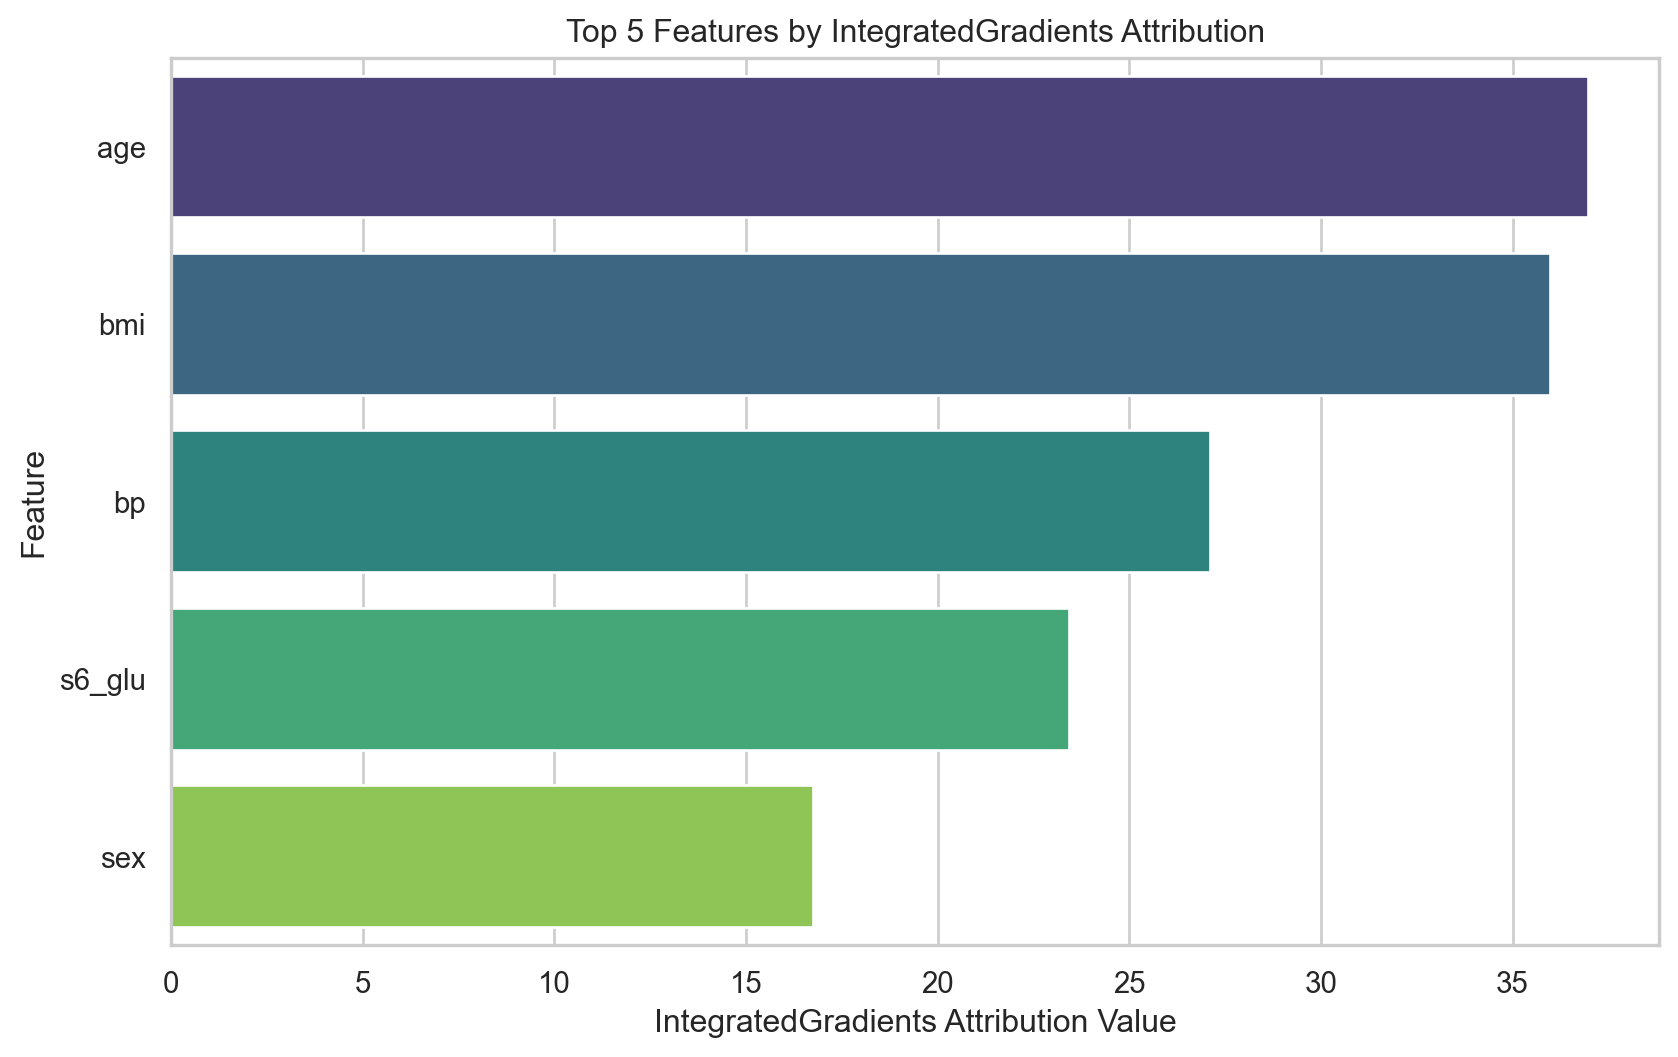 Top 5 Features by IntegratedGradients Attribution
age
bmi
bp
s6_glu
sex
Feature
0 5 10 15 20 25 30 35
IntegratedGradients Attribution Value